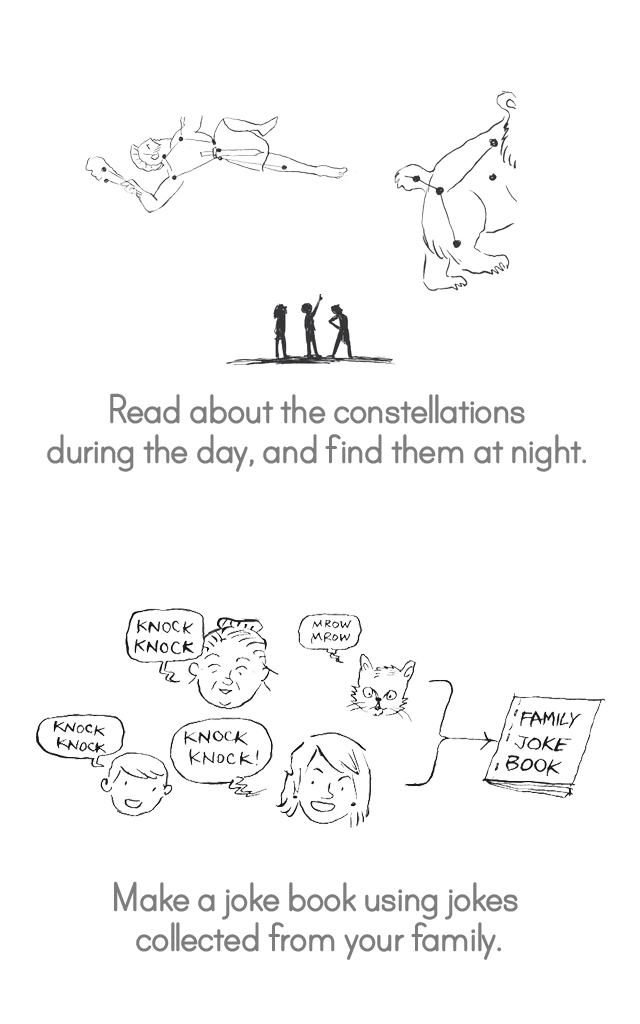 Read about the constellations
during the day, and find them at night.
KNOCK
KNOCK
MROW
MROW
KNOCK
KNOCK
KNOCK
KNOCK!
FAMILY
JOKE
BOOK
Make a joke book using jokes
collected from your family.